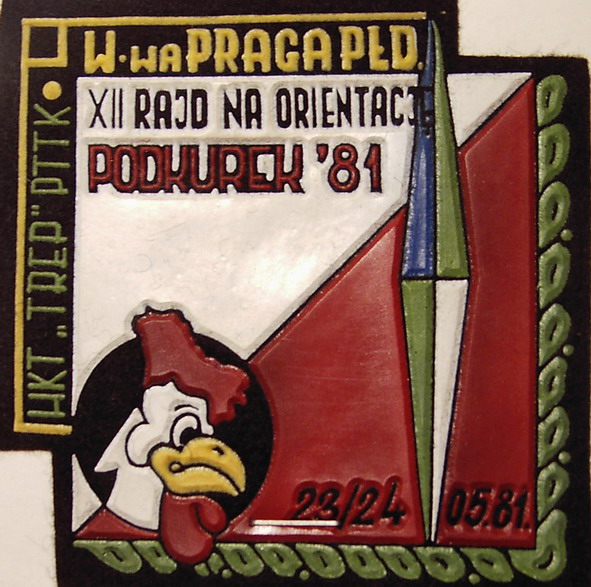 W-wa PRAGA PŁD.
XII RAJD NA ORIENTACJĘ
PODKUREK '81
HKT „TREP" PTTK
23/24 05.81.